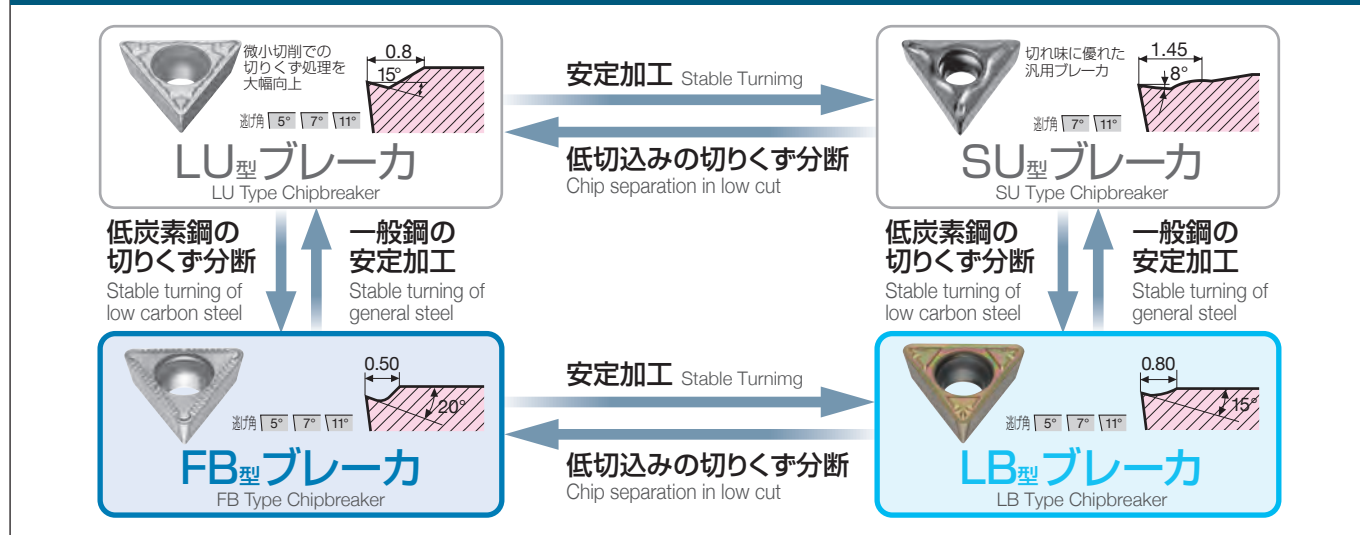 微小切削での
切りくず処理を
大幅向上
0.8
15°
逃げ角 5° 7° 11°
LU型ブレーカ
LU Type Chipbreaker
安定加工 Stable Turnimg
低切込みの切りくず分断
Chip separation in low cut
切れ味に優れた
汎用ブレーカ
1.45
8°
逃げ角 7° 11°
SU型ブレーカ
SU Type Chipbreaker
低炭素鋼の
切りくず分断
Stable turning of
low carbon steel
一般鋼の
安定加工
Stable turning of
general steel
低炭素鋼の
切りくず分断
Stable turning of
low carbon steel
一般鋼の
安定加工
Stable turning of
general steel
0.50
20°
逃げ角 5° 7° 11°
FB型ブレーカ
FB Type Chipbreaker
安定加工 Stable Turnimg
低切込みの切りくず分断
Chip separation in low cut
0.80
15°
逃げ角 5° 7° 11°
LB型ブレーカ
LB Type Chipbreaker